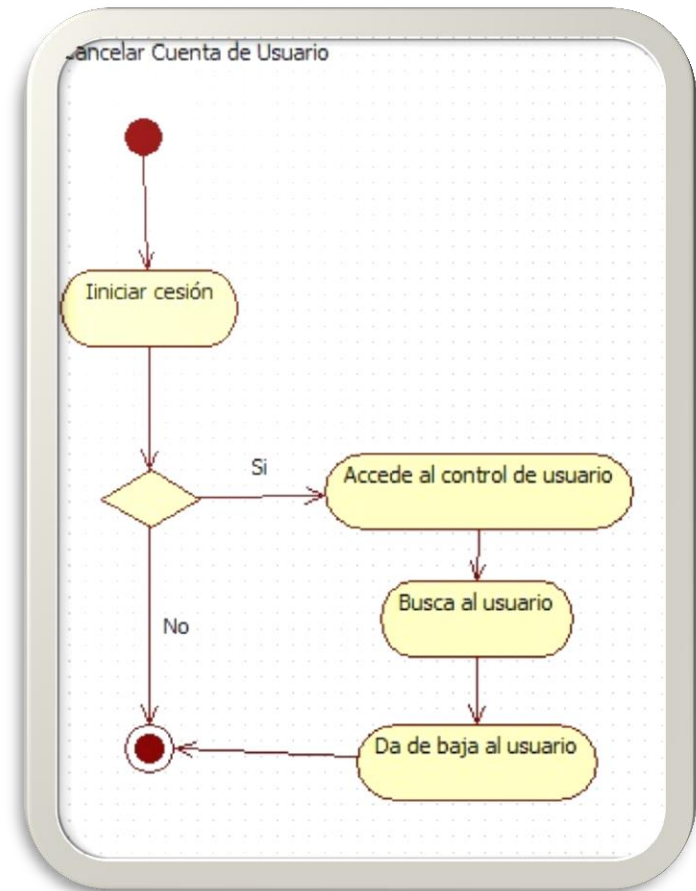 Cancelar Cuenta de Usuario
Iiniciar cesión
Si
Accede al control de usuario
Busca al usuario
No
Da de baja al usuario